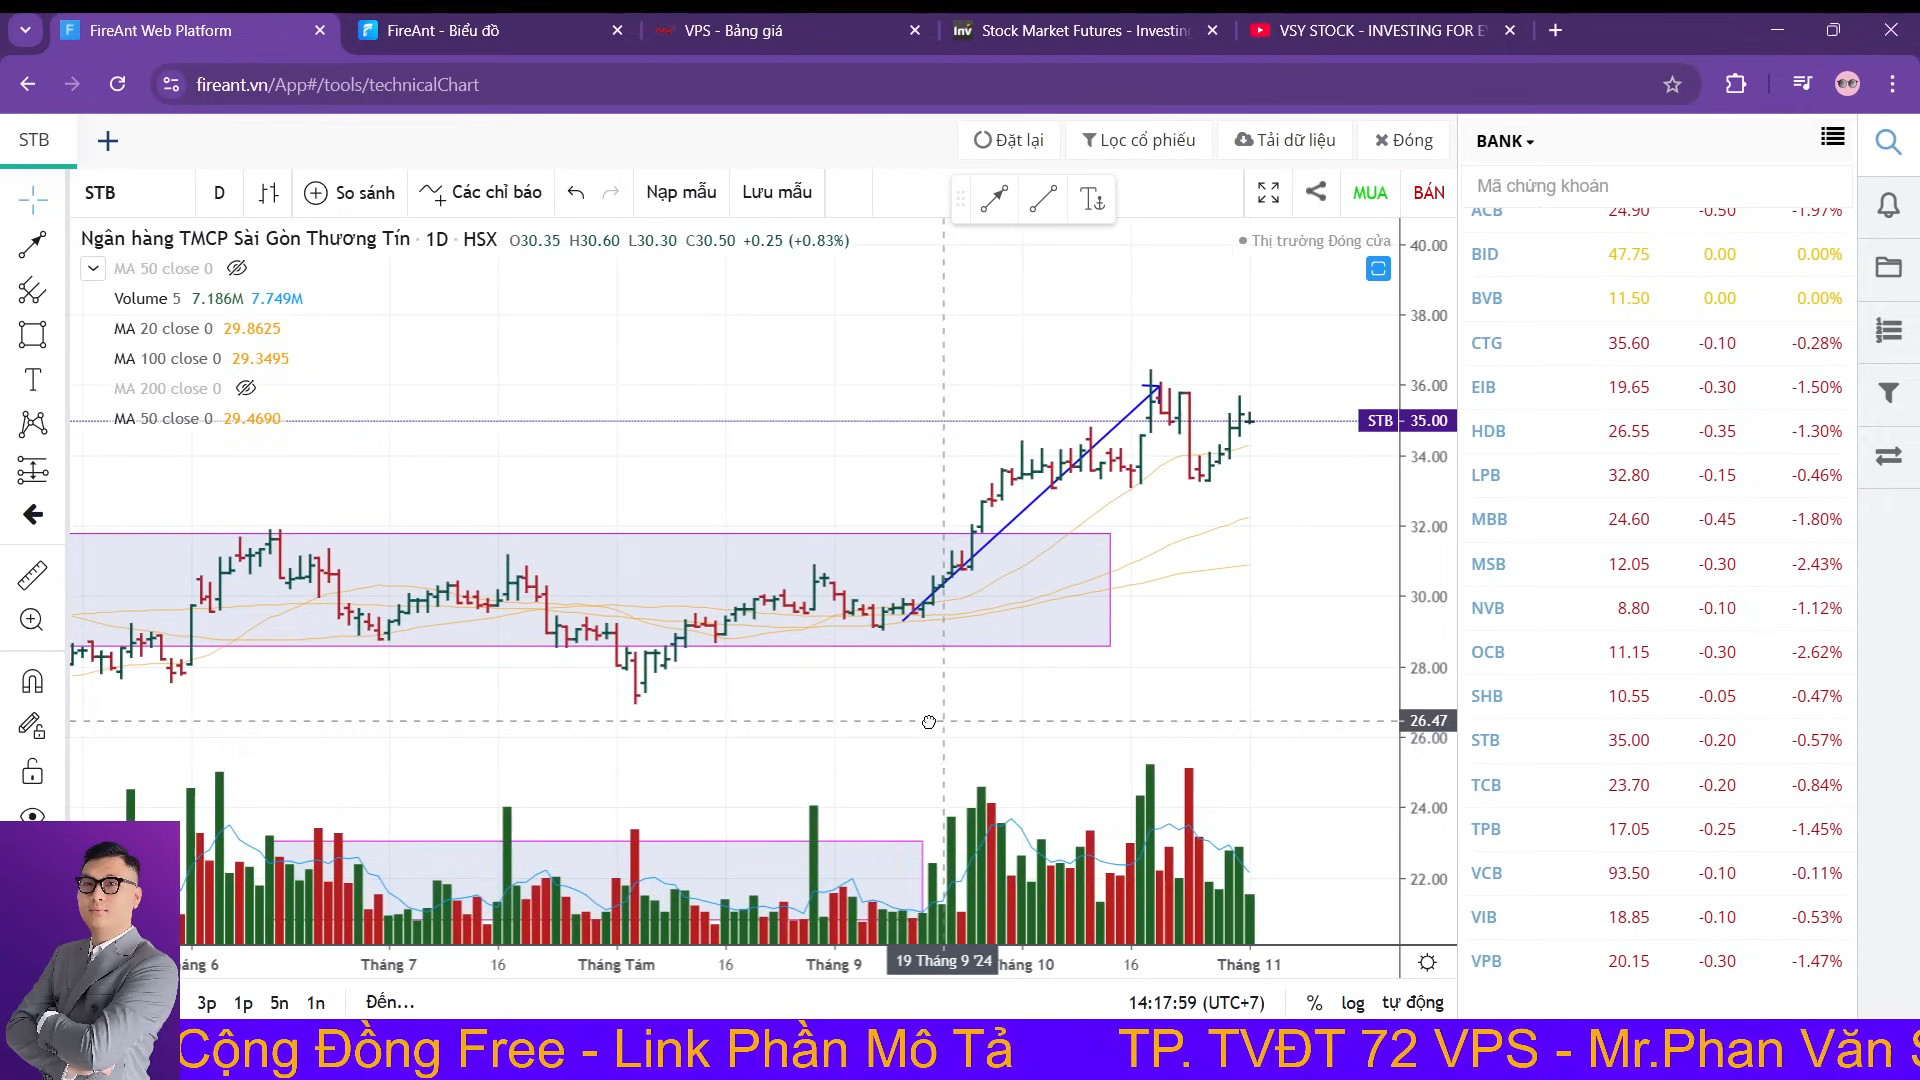 FireAnt Web Platform
FireAnt - Biểu đồ
VPS - Bảng giá
Stock Market Futures - Investing
VSY STOCK - INVESTING FOR E
fireant.vn/App#/tools/technicalChart
STB
Đặt lại
Lọc cổ phiếu
Tải dữ liệu
Đóng
BANK
STB
D
So sánh
Các chỉ báo
Nạp mẫu
Lưu mẫu
MUA
BÁN
Mã chứng khoán
Ngân hàng TMCP Sài Gòn Thương Tín · 1D · HSX O30.35 H30.60 L30.30 C30.50 +0.25 (+0.83%)
Thị trường Đóng cửa
MA 50 close 0
Volume 5 7.186M 7.749M
MA 20 close 0 29.8625
MA 100 close 0 29.3495
MA 200 close 0
MA 50 close 0 29.4690
40.00
38.00
36.00
STB 35.00
34.00
32.00
30.00
28.00
26.47
26.00
24.00
22.00
ACB 24.90 -0.50 -1.97%
BID 47.75 0.00 0.00%
BVB 11.50 0.00 0.00%
CTG 35.60 -0.10 -0.28%
EIB 19.65 -0.30 -1.50%
HDB 26.55 -0.35 -1.30%
LPB 32.80 -0.15 -0.46%
MBB 24.60 -0.45 -1.80%
MSB 12.05 -0.30 -2.43%
NVB 8.80 -0.10 -1.12%
OCB 11.15 -0.30 -2.62%
SHB 10.55 -0.05 -0.47%
STB 35.00 -0.20 -0.57%
TCB 23.70 -0.20 -0.84%
TPB 17.05 -0.25 -1.45%
VCB 93.50 -0.10 -0.11%
VIB 18.85 -0.10 -0.53%
VPB 20.15 -0.30 -1.47%
áng 6 Tháng 7 16 Tháng Tám 16 Tháng 9 19 Tháng 9 '24 háng 10 16 Tháng 11
3p 1p 5n 1n Đến... 14:17:59 (UTC+7) % log tự động
Cộng Đồng Free - Link Phần Mô Tả TP. TVĐT 72 VPS - Mr.Phan Văn S